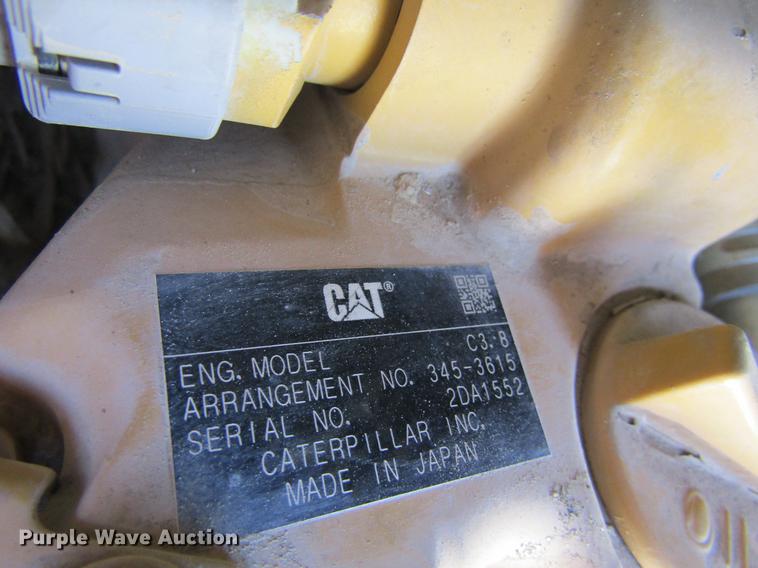 CAT®
ENG. MODEL C3.8
ARRANGEMENT NO. 345-3615
SERIAL NO. 2DA1552
CATERPILLAR INC.
MADE IN JAPAN
Purple Wave Auction